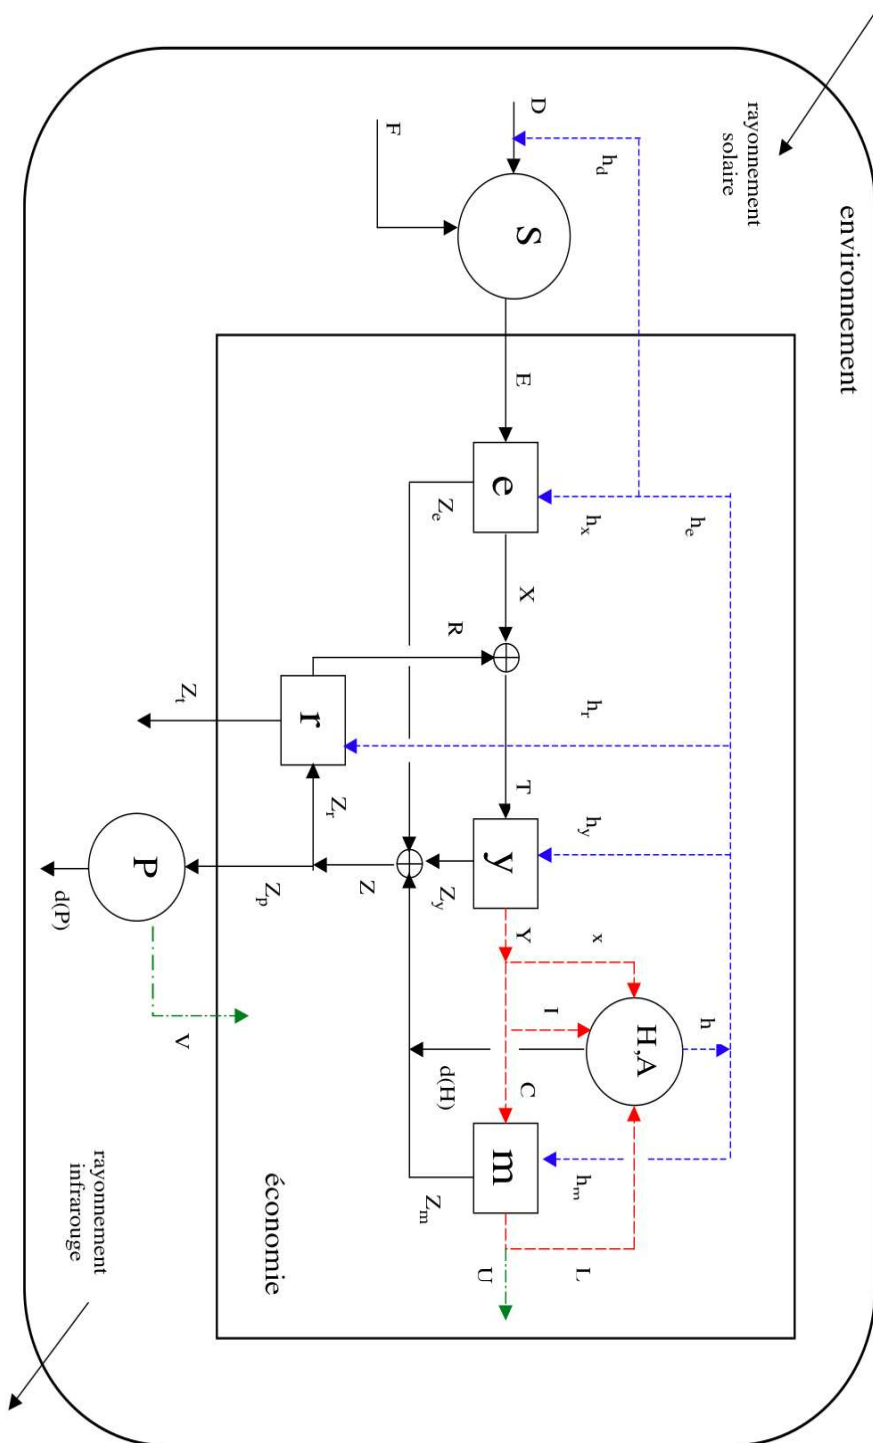 rayonnement
solaire
environnement
D
F
h_d
S
E
e
h_x
h_e
Z_e
X
R
r
Z_t
h_r
T
Z_r
y
h_y
Z_y
Z
Z_p
P
d(P)
V
Y
x
I
H,A
h
d(H)
C
m
h_m
Z_m
L
U
économie
rayonnement
infrarouge